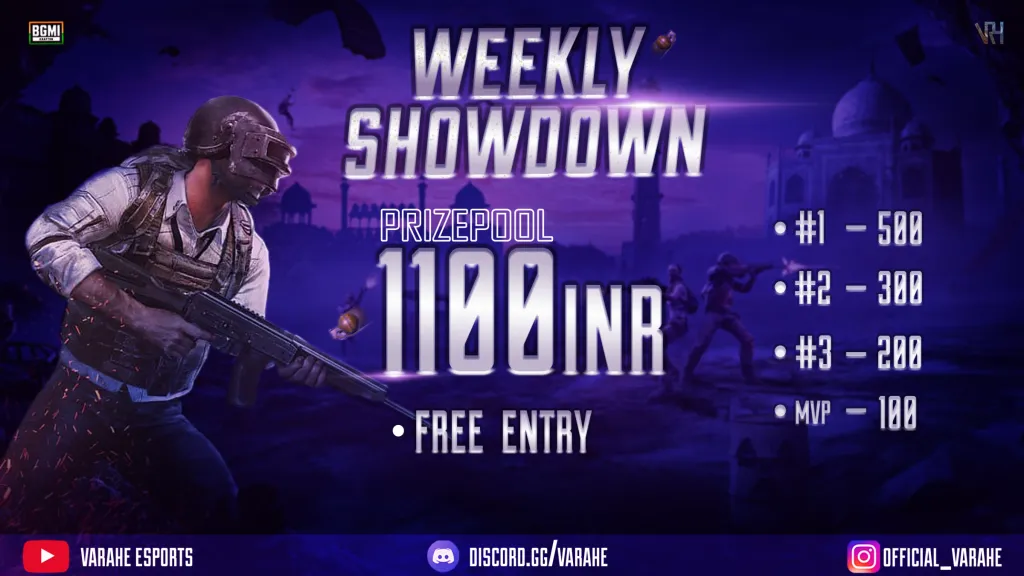 BGMI
VRH
WEEKLY
SHOWDOWN
PRIZEPOOL
1100INR
• FREE ENTRY
• #1 — 500
• #2 — 300
• #3 — 200
• MVP — 100
VARAHE ESPORTS
DISCORD.GG/VARAHE
OFFICIAL_VARAHE